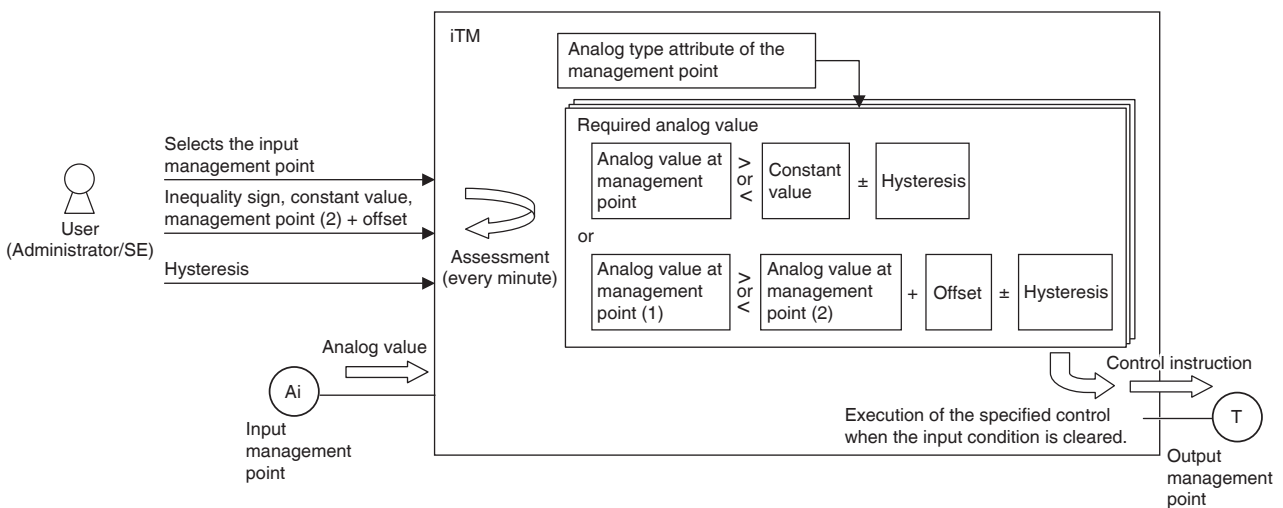 iTM
Analog type attribute of the
management point
Required analog value
Analog value at
management
point
>
or
<
Constant
value
±
Hysteresis
or
Analog value at
management
point (1)
>
or
<
Analog value at
management
point (2)
+
Offset
±
Hysteresis
Selects the input
management point
Inequality sign, constant value,
management point (2) + offset
Hysteresis
User
(Administrator/SE)
Assessment
(every minute)
Analog value
Ai
Input
management
point
Control instruction
Execution of the specified control
when the input condition is cleared.
T
Output
management
point